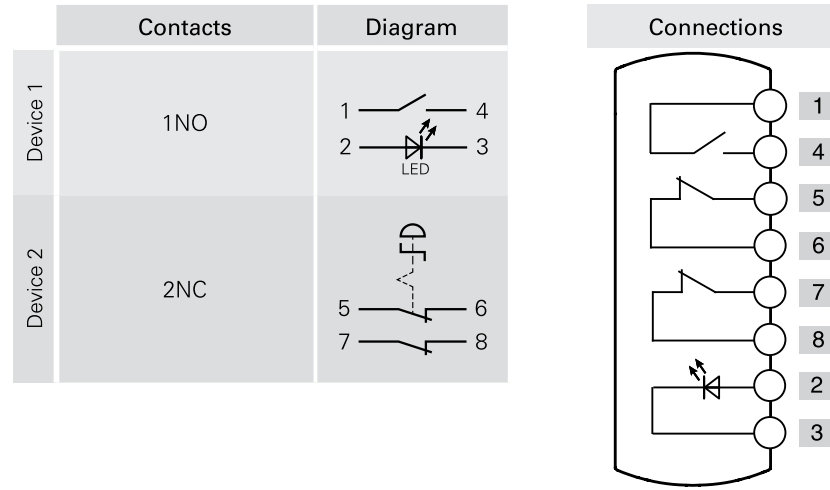 Contacts
Diagram
Connections
Device 1
1NO
1 4
2 3
LED
Device 2
2NC
5 6
7 8
1
4
5
6
7
8
2
3